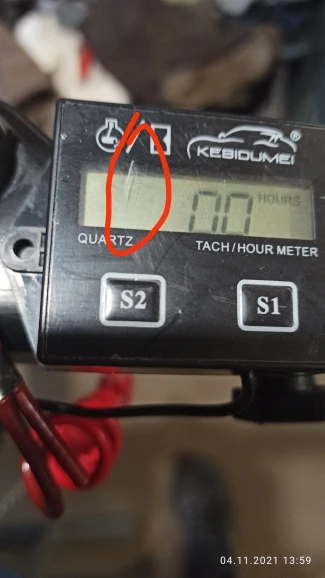 KEBIDUMEI®
HOURS
00
QUARTZ
TACH/HOUR METER
S2
S1
04.11.2021 13:59